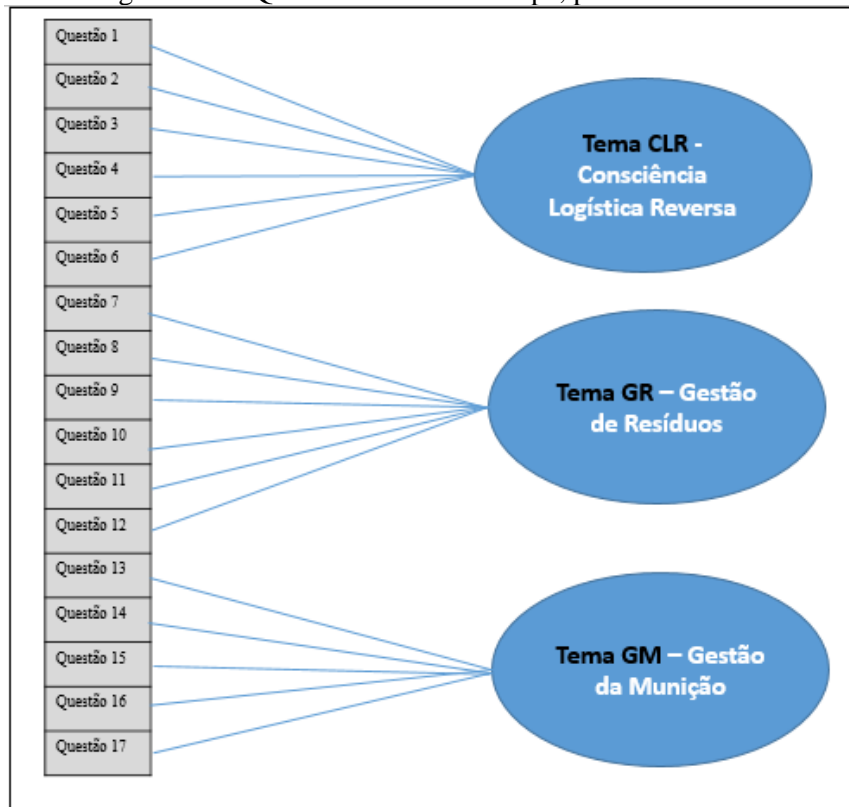 Questão 1
Questão 2
Questão 3
Questão 4
Questão 5
Questão 6
Questão 7
Questão 8
Questão 9
Questão 10
Questão 11
Questão 12
Questão 13
Questão 14
Questão 15
Questão 16
Questão 17
Tema CLR -
Consciência
Logística Reversa
Tema GR – Gestão
de Resíduos
Tema GM – Gestão
da Munição